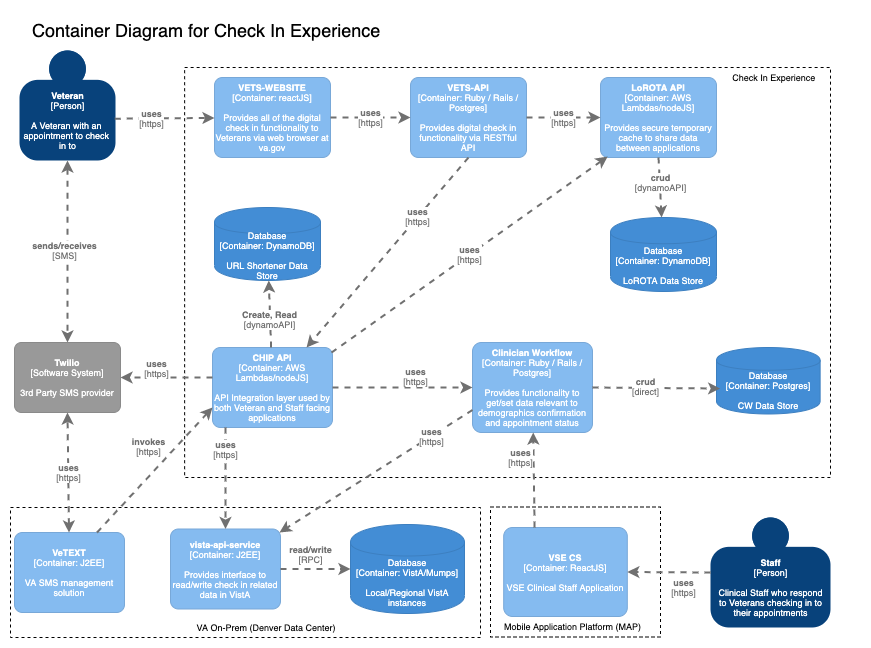 Container Diagram for Check In Experience
Veteran
[Person]
A Veteran with an
appointment to check
in to
uses
[https]
VETS-WEBSITE
[Container: reactJS]
Provides all of the digital
check in functionality to
Veterans via web browser at
va.gov
uses
[https]
VETS-API
[Container: Ruby / Rails /
Postgres]
Provides digital check in
functionality via RESTful
API
uses
[https]
LoROTA API
[Container: AWS
Lambdas/nodeJS]
Provides secure temporary
cache to share data
between applications
Check In Experience
crud
[dynamoAPI]
uses
[https]
uses
[https]
sends/receives
[SMS]
Database
[Container: DynamoDB]
URL Shortener Data
Store
Database
[Container: DynamoDB]
LoROTA Data Store
Create, Read
[dynamoAPI]
Twilio
[Software System]
3rd Party SMS provider
uses
[https]
CHIP API
[Container: AWS
Lambdas/nodeJS]
API Integration layer used by
both Veteran and Staff facing
applications
uses
[https]
Clinician Workflow
[Container: Ruby / Rails /
Postgres]
Provides functionality to
get/set data relevant to
demographics confirmation
and appointment status
crud
[direct]
Database
[Container: Postgres]
CW Data Store
uses
[https]
invokes
[https]
uses
[https]
uses
[https]
uses
[https]
VeTEXT
[Container: J2EE]
VA SMS management
solution
vista-api-service
[Container: J2EE]
Provides interface to
read/write check in related
data in VistA
read/write
[RPC]
Database
[Container: VistA/Mumps]
Local/Regional VistA
instances
VA On-Prem (Denver Data Center)
VSE CS
[Container: ReactJS]
VSE Clinical Staff Application
Mobile Application Platform (MAP)
uses
[https]
Staff
[Person]
Clinical Staff who respond
to Veterans checking in to
their appointments